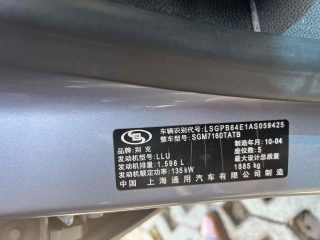 车辆识别代号: LSGPB64E1AS059425
整车型号: SGM7160TATB
品牌: 别克
制造年月: 10-04
发动机型号: LLU
座位数: 5
发动机排量: 1.598 L
最大设计总质量
发动机额定功率: 135 kW
1885 kg
中国 上海通用汽车有限公司 制造